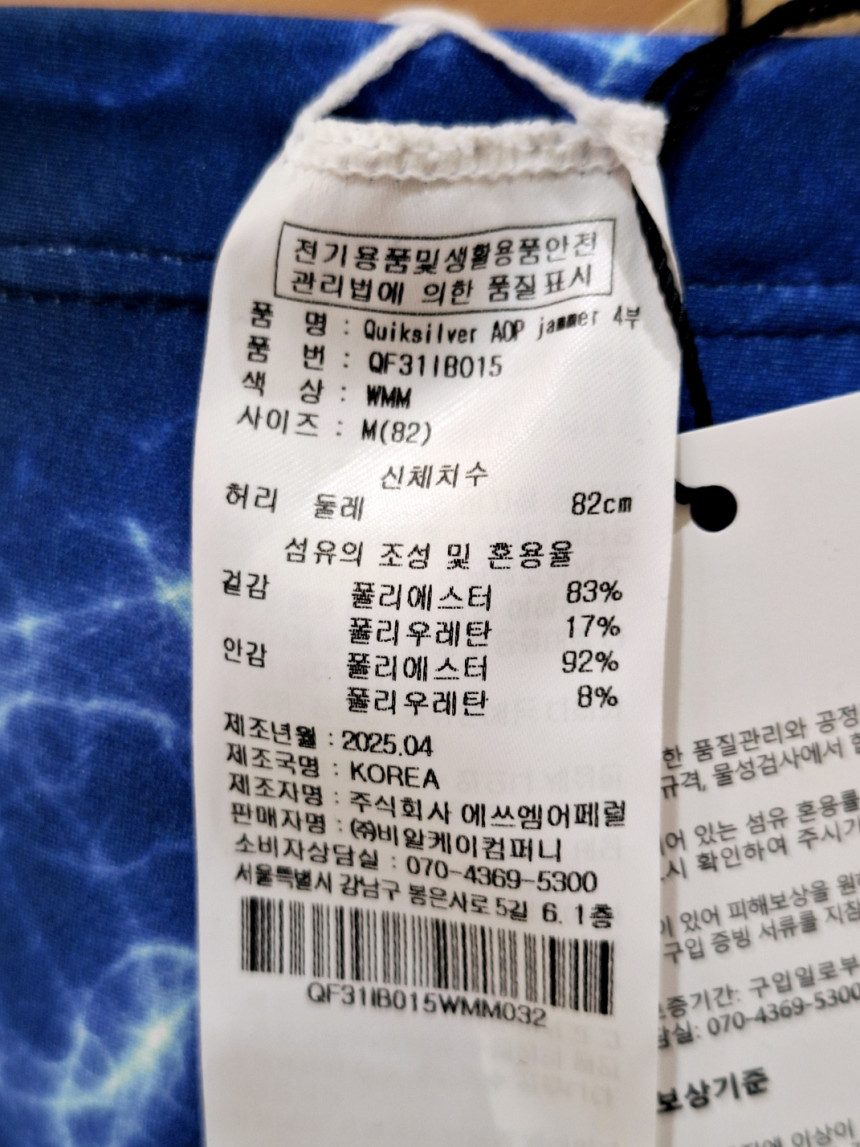 전기용품및생활용품안전
관리법에 의한 품질표시
품 명 : Quiksilver AOP jammer 4부
품 번 : QF31IB015
색 상 : WMM
사이즈 : M(82)
신체치수
허리 둘레 82cm
섬유의 조성 및 혼용율
겉감 폴리에스터 83%
폴리우레탄 17%
안감 폴리에스터 92%
폴리우레탄 8%
제조년월 : 2025.04
제조국명 : KOREA
제조자명 : 주식회사 에쓰엠어페럴
판매자명 : ㈜비알케이컴퍼니
소비자상담실 : 070-4369-5300
서울특별시 강남구 봉은사로 5길 6. 1층
QF31IB015WMM032
한 품질관리와 공정
규격, 물성검사에서
있는 섬유 혼용률
확인하여 주시기
있어 피해보상을
구입 증빙 서류를
증기간: 구입일로부
담실: 070-4369-5300
보상기준
이상이